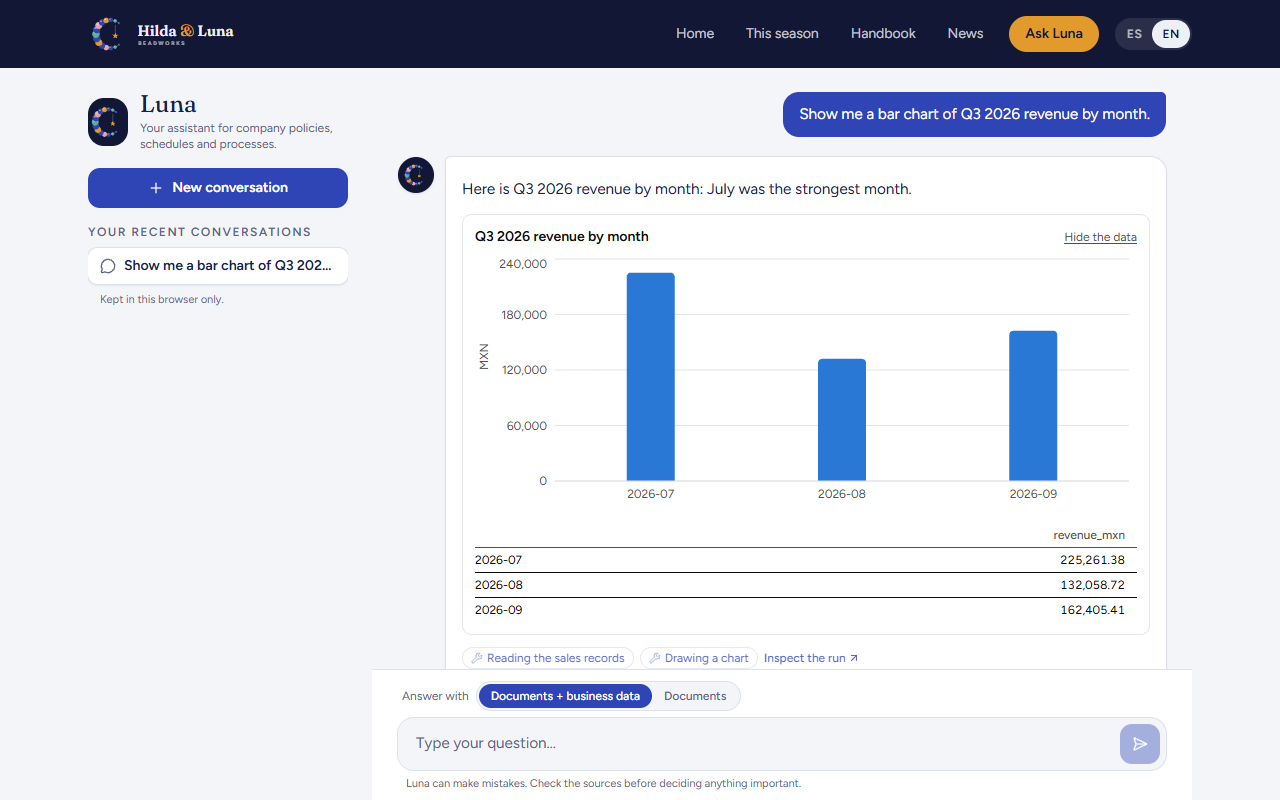 Hilda & Luna
BEADWORKS
Home
This season
Handbook
News
Ask Luna
ES
EN
Luna
Your assistant for company policies,
schedules and processes.
New conversation
YOUR RECENT CONVERSATIONS
Show me a bar chart of Q3 202...
Kept in this browser only.
Show me a bar chart of Q3 2026 revenue by month.
Here is Q3 2026 revenue by month: July was the strongest month.
Q3 2026 revenue by month
Hide the data
240,000
180,000
120,000
60,000
0
MXN
2026-07
2026-08
2026-09
revenue_mxn
2026-07 225,261.38
2026-08 132,058.72
2026-09 162,405.41
Reading the sales records
Drawing a chart
Inspect the run
Answer with
Documents + business data
Documents
Type your question...
Luna can make mistakes. Check the sources before deciding anything important.